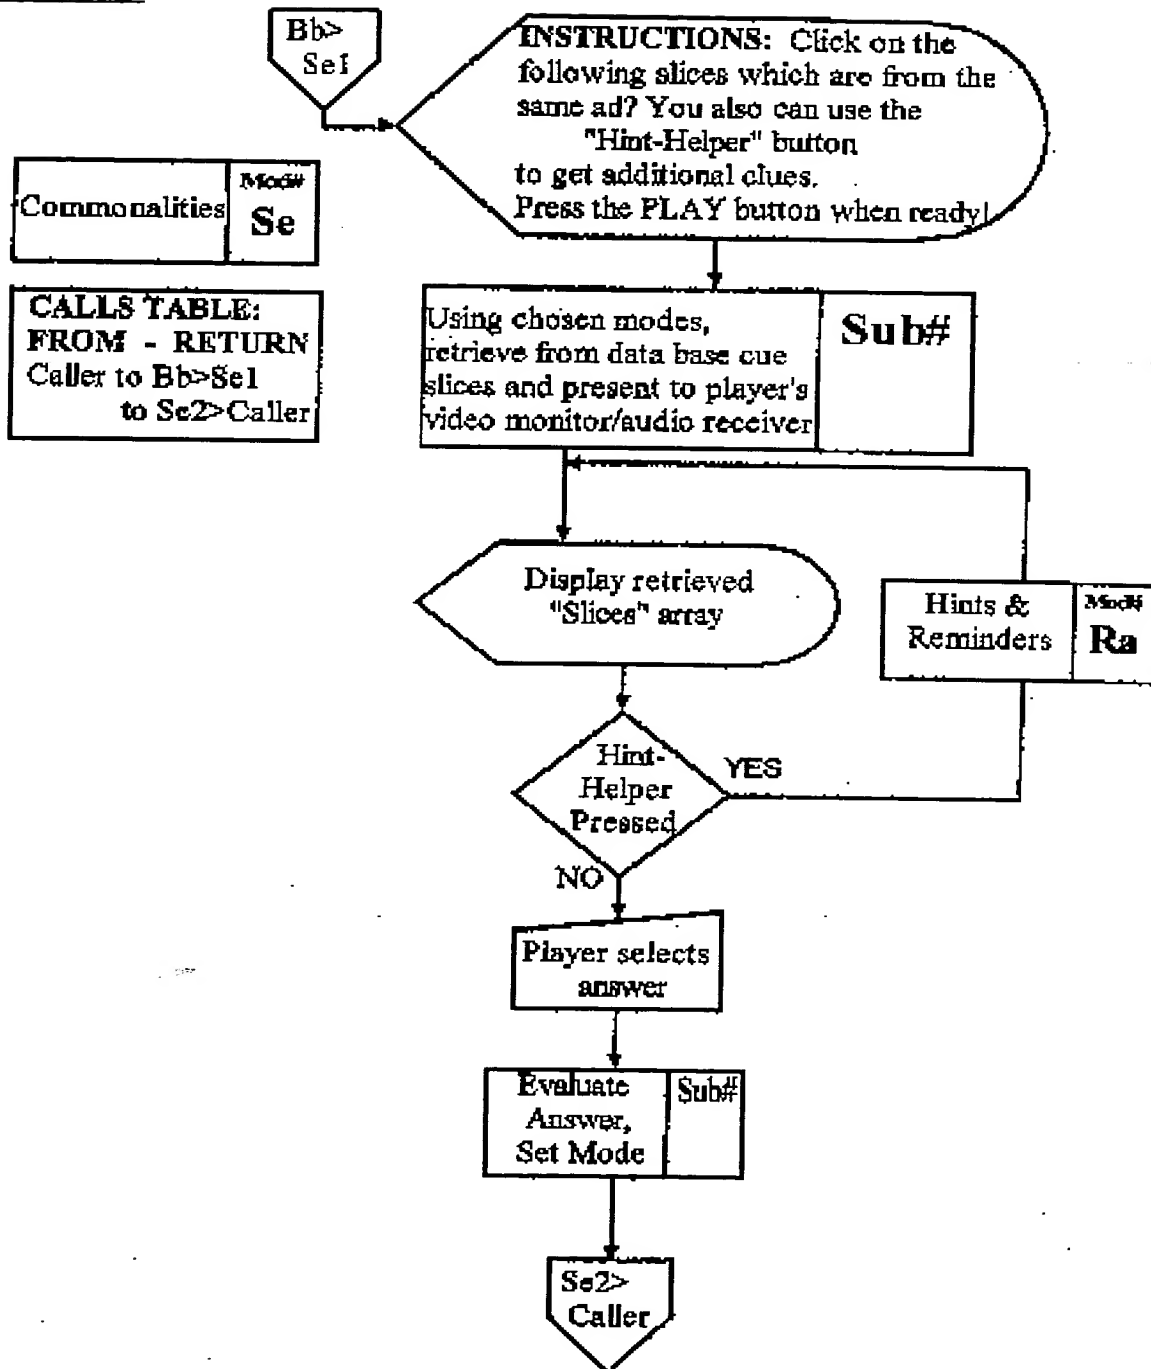 Bb>
Se1
INSTRUCTIONS: Click on the
following slices which are from the
same ad? You also can use the
"Hint-Helper" button
to get additional clues.
Press the PLAY button when ready!
Commonalities
Mod#
Se
CALLS TABLE:
FROM - RETURN
Caller to Bb>Se1
to Se2>Caller
Using chosen modes,
retrieve from data base cue
slices and present to player's
video monitor/audio receiver
Sub#
Display retrieved
"Slices" array
Hints &
Reminders
Mod#
Ra
Hint-
Helper
Pressed
YES
NO
Player selects
answer
Evaluate
Answer,
Set Mode
Sub#
Se2>
Caller